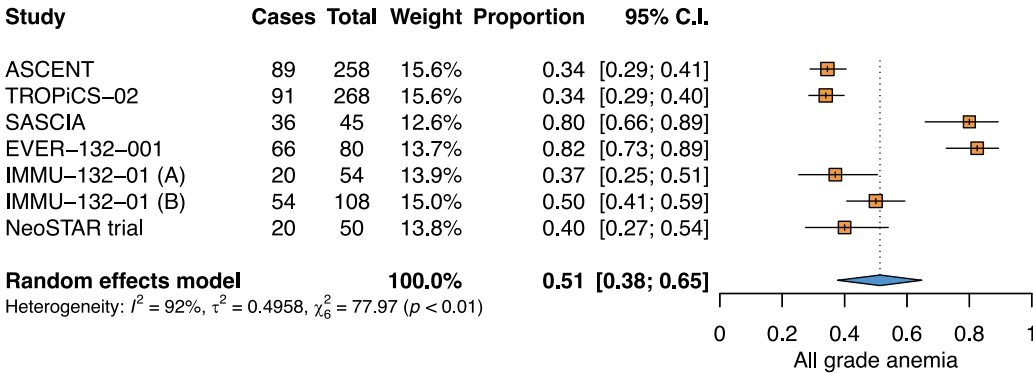 Study Cases Total Weight Proportion 95% C.I.
ASCENT 89 258 15.6% 0.34 [0.29; 0.41]
TROPiCS−02 91 268 15.6% 0.34 [0.29; 0.40]
SASCIA 36 45 12.6% 0.80 [0.66; 0.89]
EVER−132−001 66 80 13.7% 0.82 [0.73; 0.89]
IMMU−132−01 (A) 20 54 13.9% 0.37 [0.25; 0.51]
IMMU−132−01 (B) 54 108 15.0% 0.50 [0.41; 0.59]
NeoSTAR trial 20 50 13.8% 0.40 [0.27; 0.54]
Random effects model 100.0% 0.51 [0.38; 0.65]
Heterogeneity: I² = 92%, τ² = 0.4958, χ²₆ = 77.97 (p < 0.01)
0 0.2 0.4 0.6 0.8 1
All grade anemia